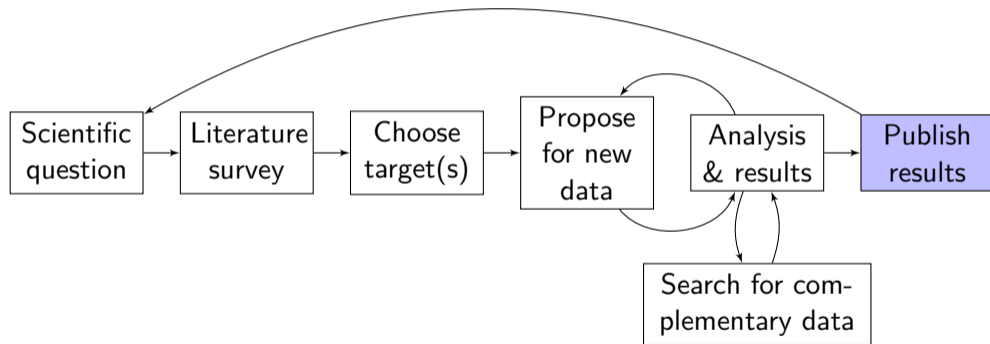 Scientific
question
Literature
survey
Choose
target(s)
Propose
for new
data
Analysis
& results
Publish
results
Search for com-
plementary data